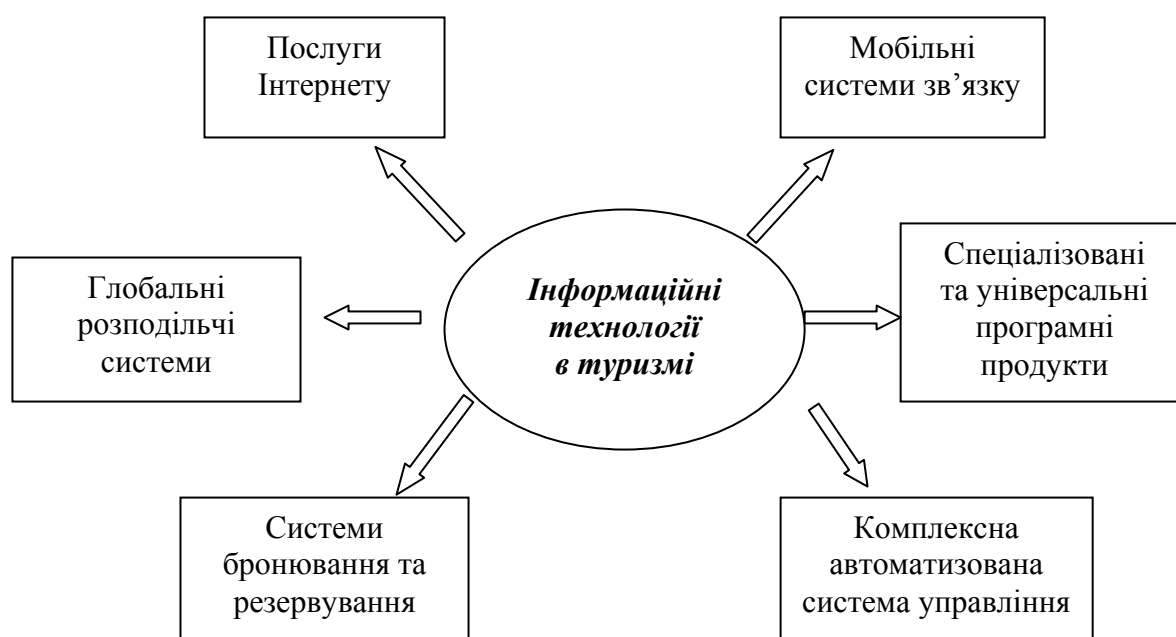 Послуги
Інтернету
Мобільні
системи зв’язку
Глобальні
розподільчі
системи
Інформаційні
технології
в туризмі
Спеціалізовані
та універсальні
програмні
продукти
Системи
бронювання та
резервування
Комплексна
автоматизована
система управління